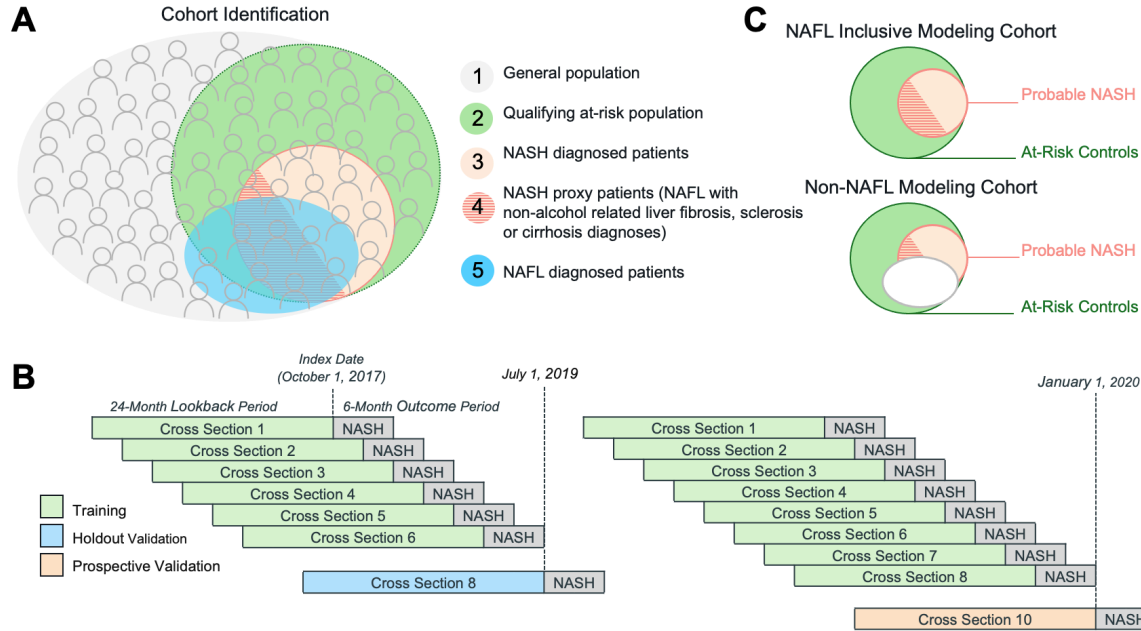 A
Cohort Identification
1
General population
2
Qualifying at-risk population
3
NASH diagnosed patients
4
NASH proxy patients (NAFL with
non-alcohol related liver fibrosis, sclerosis
or cirrhosis diagnoses)
5
NAFL diagnosed patients
C
NAFL Inclusive Modeling Cohort
Probable NASH
At-Risk Controls
Non-NAFL Modeling Cohort
Probable NASH
At-Risk Controls
B
Index Date
(October 1, 2017)
July 1, 2019
24-Month Lookback Period
6-Month Outcome Period
Cross Section 1 NASH
Cross Section 2 NASH
Cross Section 3 NASH
Cross Section 4 NASH
Cross Section 5 NASH
Cross Section 6 NASH
Cross Section 8 NASH
Training
Holdout Validation
Prospective Validation
January 1, 2020
Cross Section 1 NASH
Cross Section 2 NASH
Cross Section 3 NASH
Cross Section 4 NASH
Cross Section 5 NASH
Cross Section 6 NASH
Cross Section 7 NASH
Cross Section 8 NASH
Cross Section 10 NASH